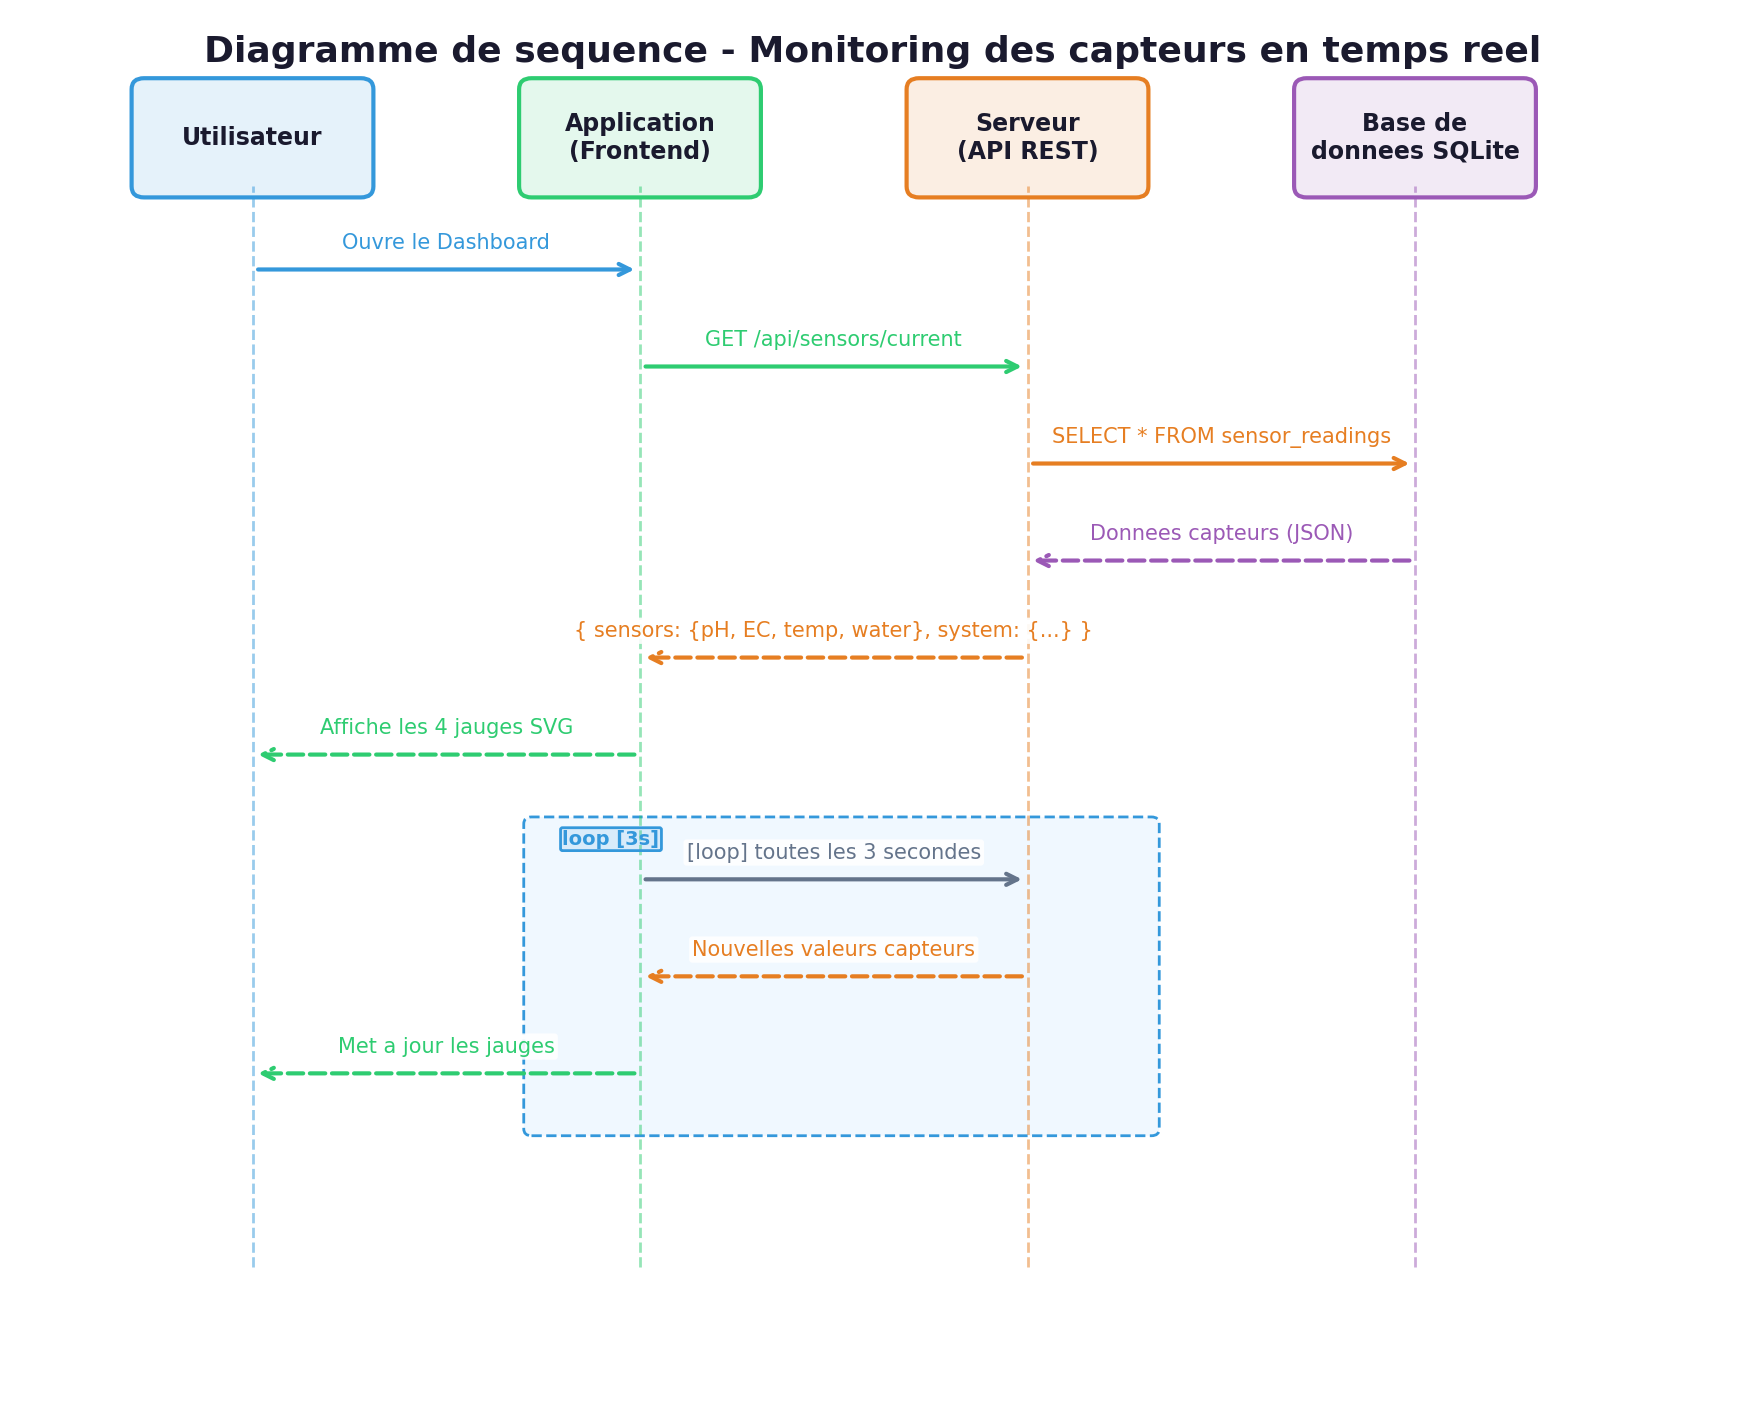 Diagramme de sequence - Monitoring des capteurs en temps reel
Utilisateur
Application
(Frontend)
Serveur
(API REST)
Base de
donnees SQLite
Ouvre le Dashboard
GET /api/sensors/current
SELECT * FROM sensor_readings
Donnees capteurs (JSON)
{ sensors: {pH, EC, temp, water}, system: {...} }
Affiche les 4 jauges SVG
loop [3s]
[loop] toutes les 3 secondes
Nouvelles valeurs capteurs
Met a jour les jauges